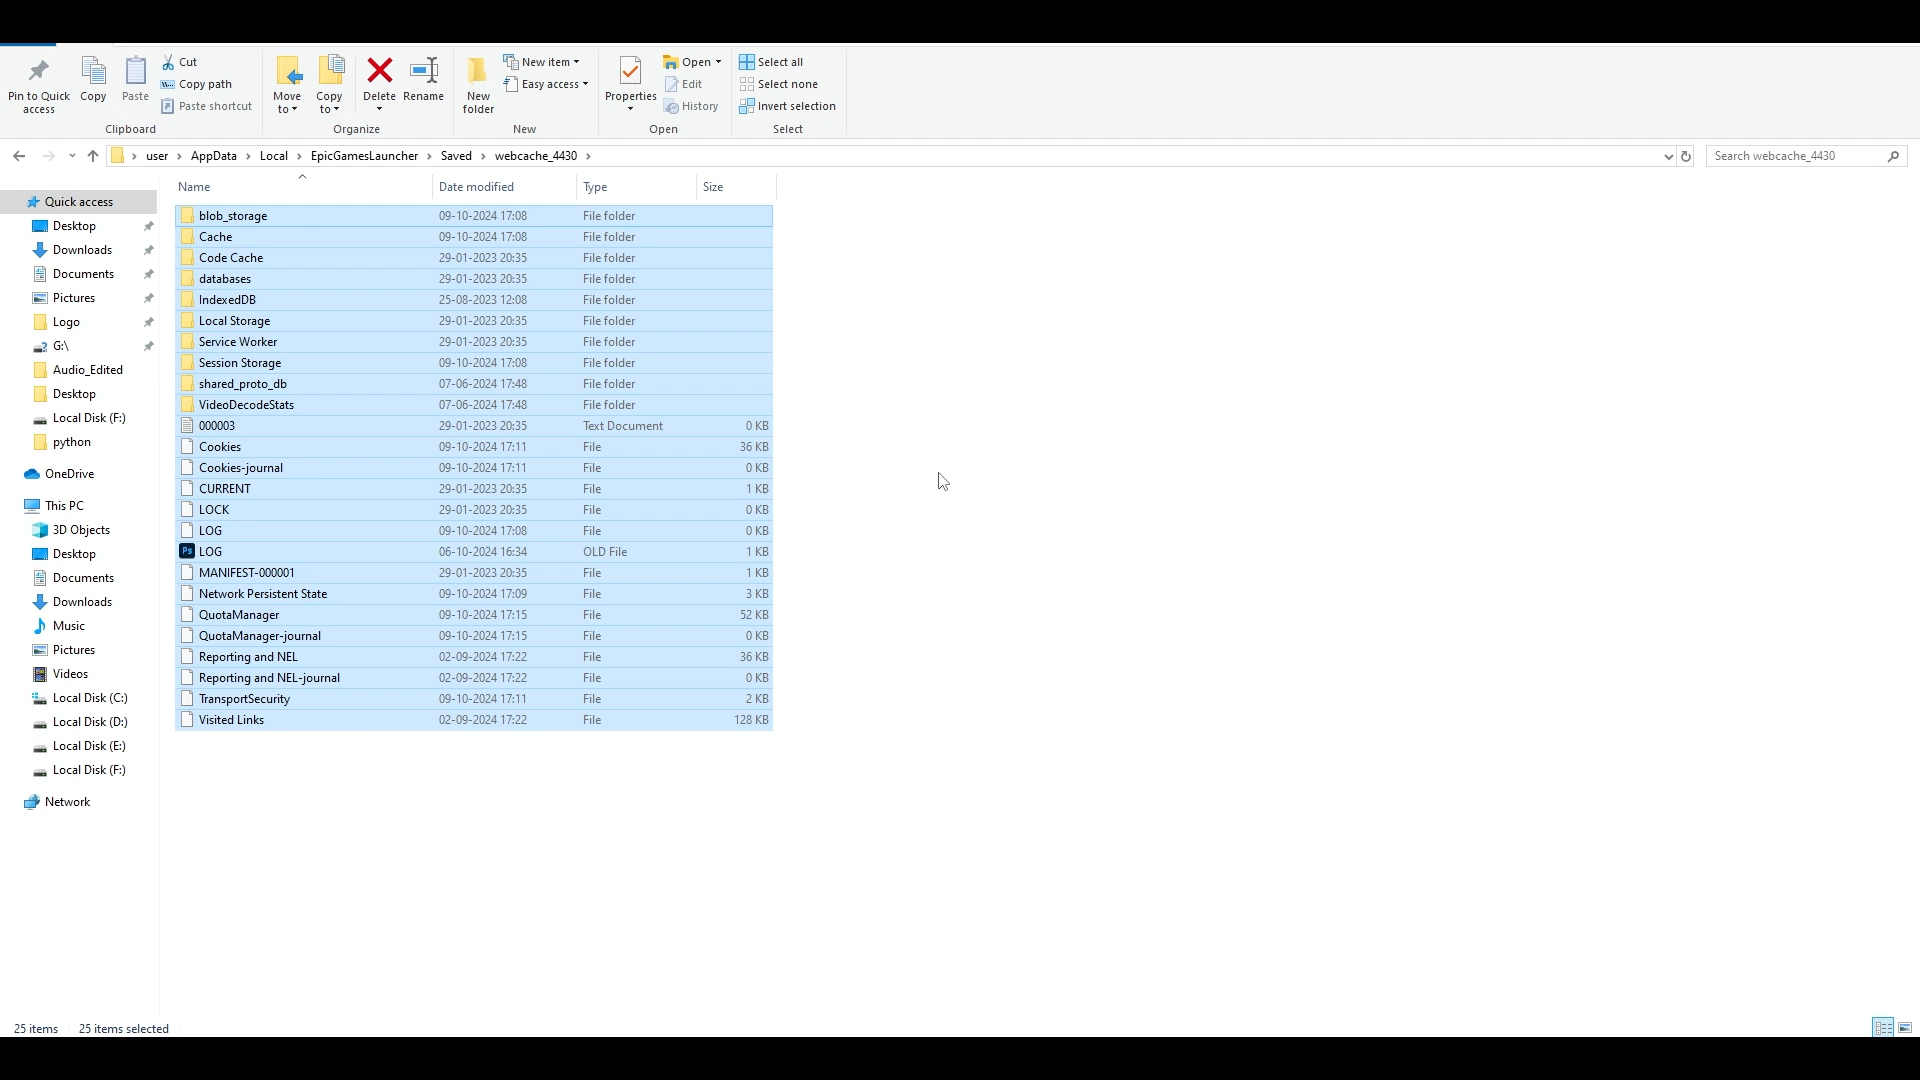 Pin to Quick access
Copy
Paste
Cut
Copy path
Paste shortcut
Clipboard
Move to
Copy to
Delete
Rename
Organize
New folder
New item
Easy access
New
Properties
Open
Edit
History
Open
Select all
Select none
Invert selection
Select
user > AppData > Local > EpicGamesLauncher > Saved > webcache_4430 >
Search webcache_4430
Name Date modified Type Size
Quick access
Desktop
Downloads
Documents
Pictures
Logo
G:\
Audio_Edited
Desktop
Local Disk (F:)
python
OneDrive
This PC
3D Objects
Desktop
Documents
Downloads
Music
Pictures
Videos
Local Disk (C:)
Local Disk (D:)
Local Disk (E:)
Local Disk (F:)
Network
blob_storage 09-10-2024 17:08 File folder
Cache 09-10-2024 17:08 File folder
Code Cache 29-01-2023 20:35 File folder
databases 29-01-2023 20:35 File folder
IndexedDB 25-08-2023 12:08 File folder
Local Storage 29-01-2023 20:35 File folder
Service Worker 29-01-2023 20:35 File folder
Session Storage 09-10-2024 17:08 File folder
shared_proto_db 07-06-2024 17:48 File folder
VideoDecodeStats 07-06-2024 17:48 File folder
000003 29-01-2023 20:35 Text Document 0 KB
Cookies 09-10-2024 17:11 File 36 KB
Cookies-journal 09-10-2024 17:11 File 0 KB
CURRENT 29-01-2023 20:35 File 1 KB
LOCK 29-01-2023 20:35 File 0 KB
LOG 09-10-2024 17:08 File 0 KB
Ps LOG 06-10-2024 16:34 OLD File 1 KB
MANIFEST-000001 29-01-2023 20:35 File 1 KB
Network Persistent State 09-10-2024 17:09 File 3 KB
QuotaManager 09-10-2024 17:15 File 52 KB
QuotaManager-journal 09-10-2024 17:15 File 0 KB
Reporting and NEL 02-09-2024 17:22 File 36 KB
Reporting and NEL-journal 02-09-2024 17:22 File 0 KB
TransportSecurity 09-10-2024 17:11 File 2 KB
Visited Links 02-09-2024 17:22 File 128 KB
25 items 25 items selected